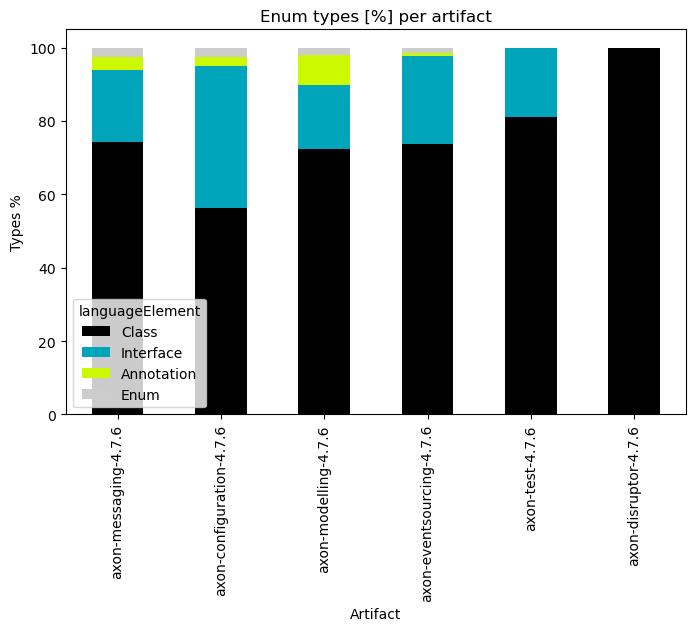 Enum types [%] per artifact
Types %
100
80
60
40
20
0
languageElement
Class
Interface
Annotation
Enum
axon-messaging-4.7.6
axon-configuration-4.7.6
axon-modelling-4.7.6
axon-eventsourcing-4.7.6
axon-test-4.7.6
axon-disruptor-4.7.6
Artifact